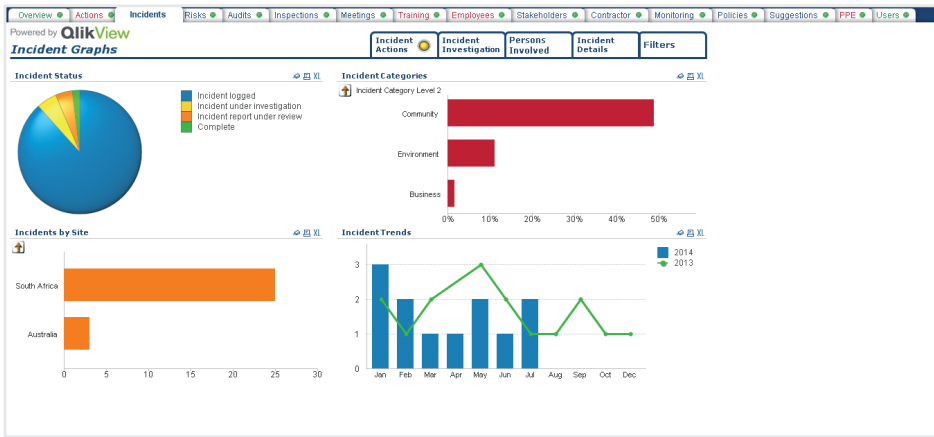 Overview Actions Incidents Risks Audits Inspections Meetings Training Employees Stakeholders Contractor Monitoring Policies Suggestions PPE Users
Powered by QlikView
Incident Graphs
Incident Actions
Incident Investigation
Persons Involved
Incident Details
Filters
Incident Status XL
Incident logged
Incident under investigation
Incident report under review
Complete
Incident Categories XL
Incident Category Level 2
Community
Environment
Business
0% 10% 20% 30% 40% 50%
Incidents by Site XL
South Africa
Australia
0 5 10 15 20 25 30
Incident Trends XL
2014
2013
3
2
1
0
Jan Feb Mar Apr May Jun Jul Aug Sep Oct Dec